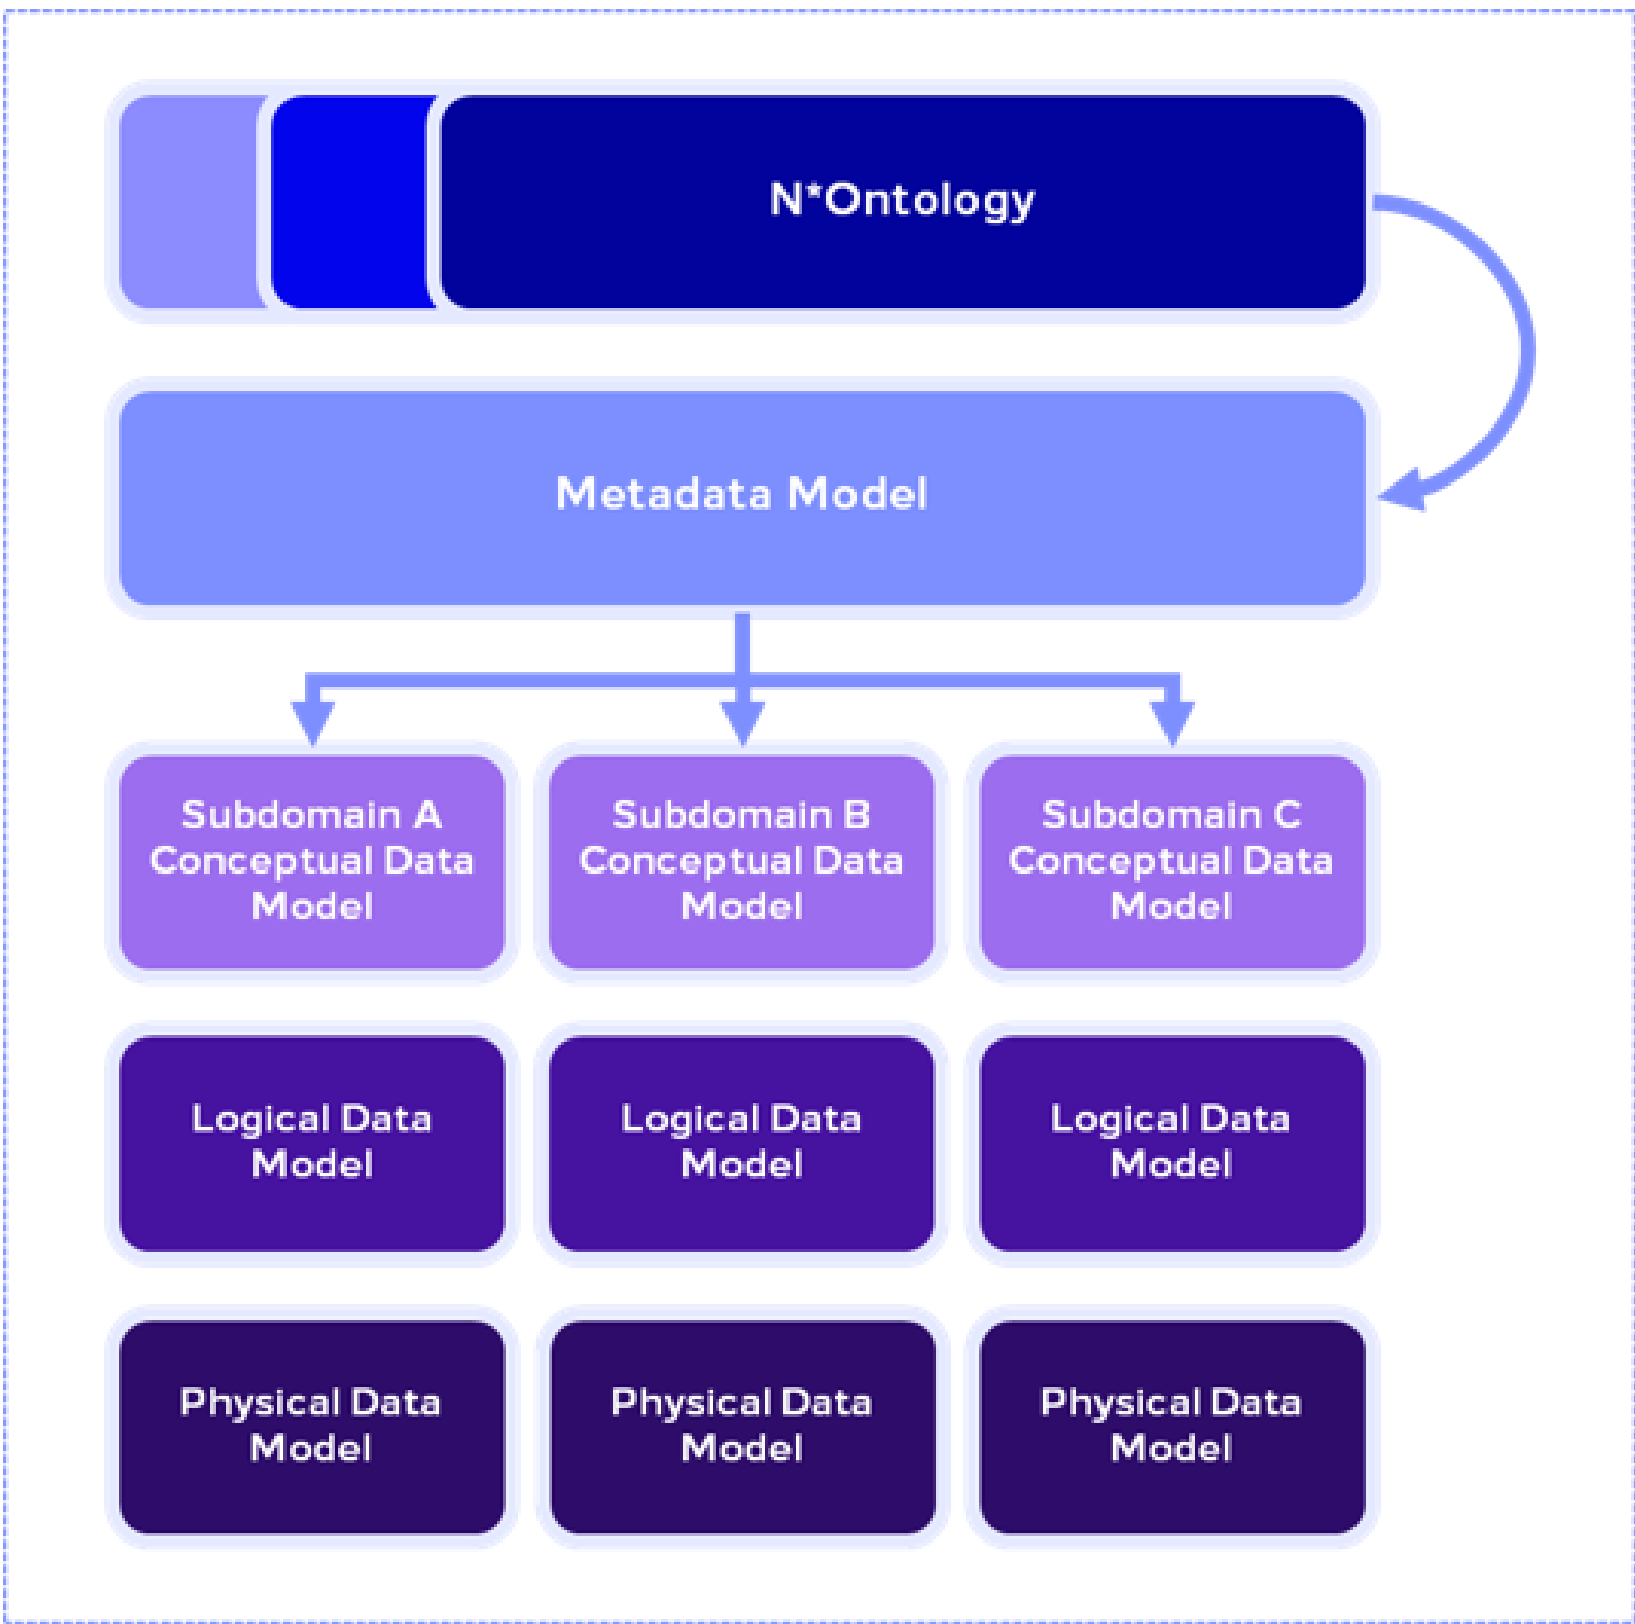 N*Ontology
Metadata Model
Subdomain A
Conceptual Data
Model
Subdomain B
Conceptual Data
Model
Subdomain C
Conceptual Data
Model
Logical Data
Model
Logical Data
Model
Logical Data
Model
Physical Data
Model
Physical Data
Model
Physical Data
Model